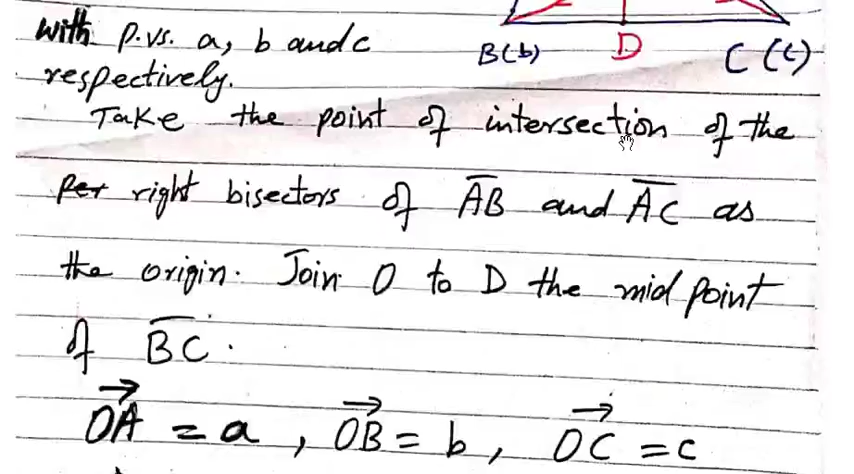 B(b) D C (c)
with p.vs. a, b and c
respectively.
Take the point of intersection of the
per right bisectors of AB and AC as
the origin. Join O to D the mid point
of BC.
OA = a, OB = b, OC = c